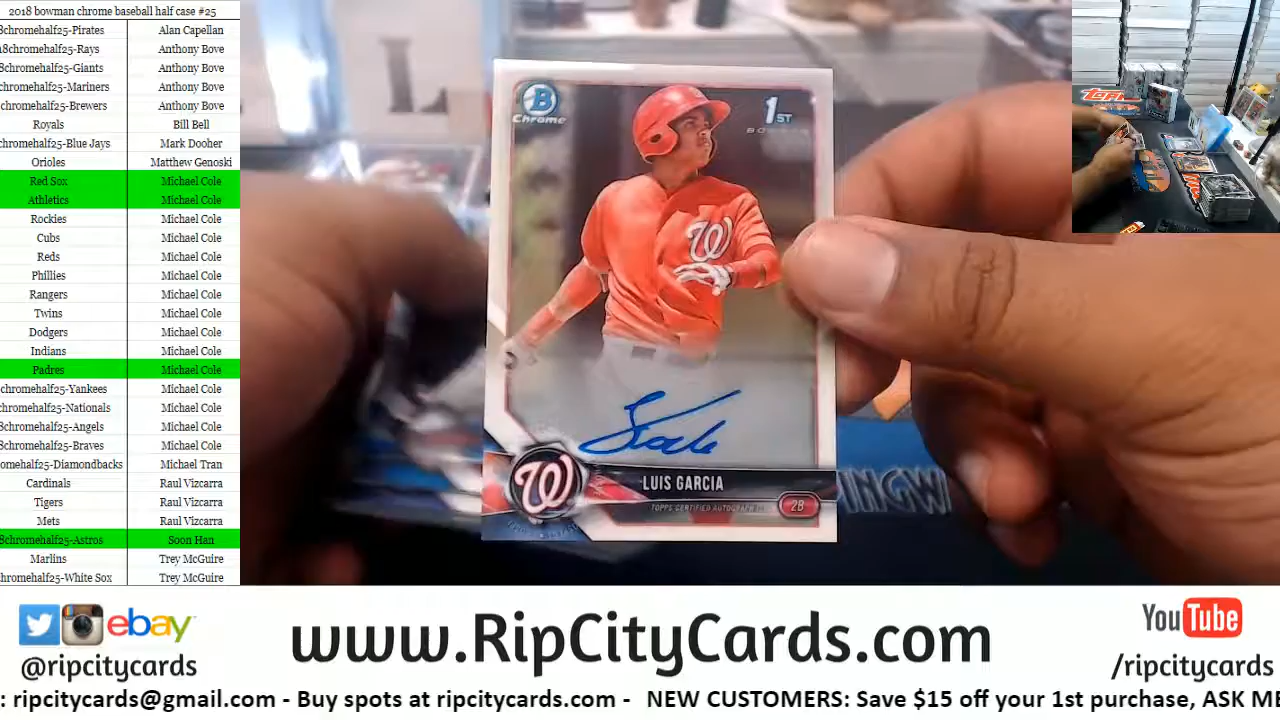 2018 bowman chrome baseball half case #25
8chromehalf25-Pirates Alan Capellan
18chromehalf25-Rays Anthony Bove
8chromehalf25-Giants Anthony Bove
chromehalf25-Mariners Anthony Bove
chromehalf25-Brewers Anthony Bove
Royals Bill Bell
chromehalf25-Blue Jays Mark Dooher
Orioles Matthew Genoski
Red Sox Michael Cole
Athletics Michael Cole
Rockies Michael Cole
Cubs Michael Cole
Reds Michael Cole
Phillies Michael Cole
Rangers Michael Cole
Twins Michael Cole
Dodgers Michael Cole
Indians Michael Cole
Padres Michael Cole
chromehalf25-Yankees Michael Cole
chromehalf25-Nationals Michael Cole
8chromehalf25-Angels Michael Cole
8chromehalf25-Braves Michael Cole
omehalf25-Diamondbacks Michael Tran
Cardinals Raul Vizcarra
Tigers Raul Vizcarra
Mets Raul Vizcarra
8chromehalf25-Astros Soon Han
Marlins Trey McGuire
hromehalf25-White Sox Trey McGuire
B
Chrome
1ST
BOWMAN
W
W
LUIS GARCIA
TOPPS CERTIFIED AUTOGRAPH
2B
INGW
TOPPS
ebay
@ripcitycards
www.RipCityCards.com
YouTube
/ripcitycards
: ripcitycards@gmail.com - Buy spots at ripcitycards.com - NEW CUSTOMERS: Save $15 off your 1st purchase, ASK ME